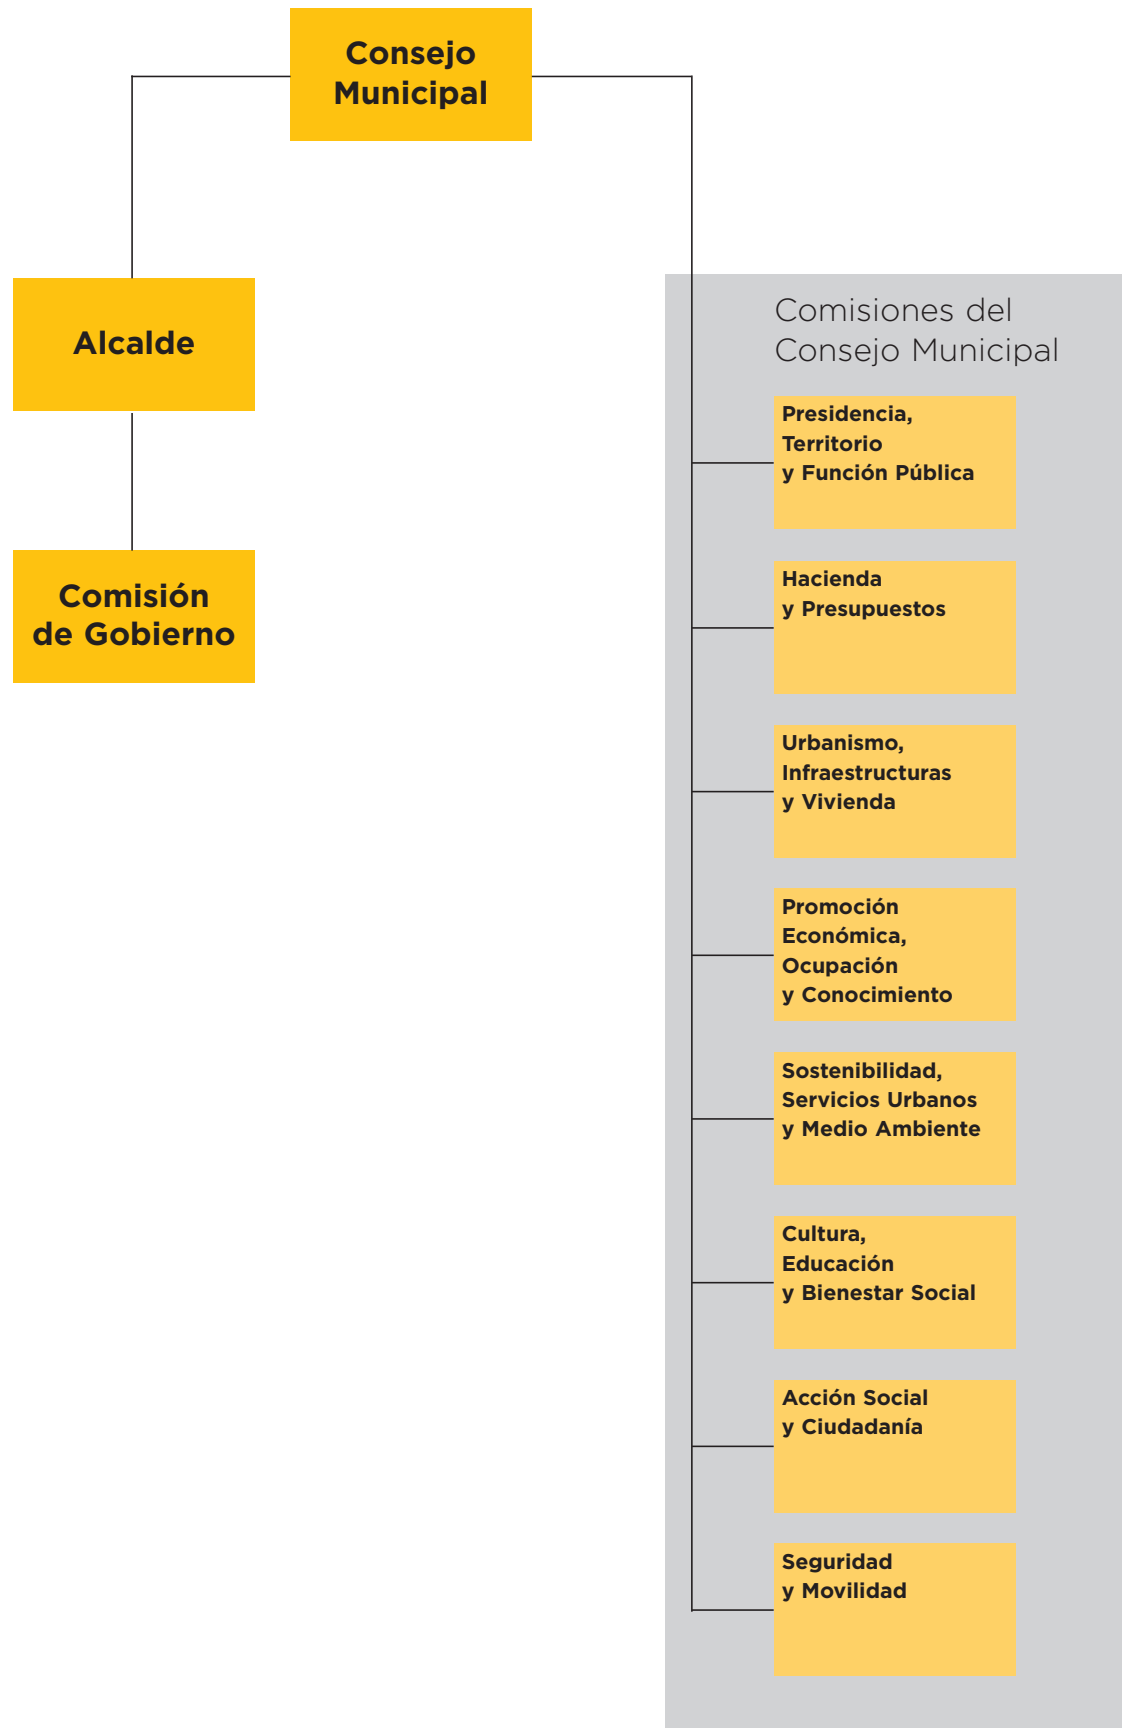 Consejo
Municipal
Alcalde
Comisión
de Gobierno
Comisiones del
Consejo Municipal
Presidencia,
Territorio
y Función Pública
Hacienda
y Presupuestos
Urbanismo,
Infraestructuras
y Vivienda
Promoción
Económica,
Ocupación
y Conocimiento
Sostenibilidad,
Servicios Urbanos
y Medio Ambiente
Cultura,
Educación
y Bienestar Social
Acción Social
y Ciudadanía
Seguridad
y Movilidad